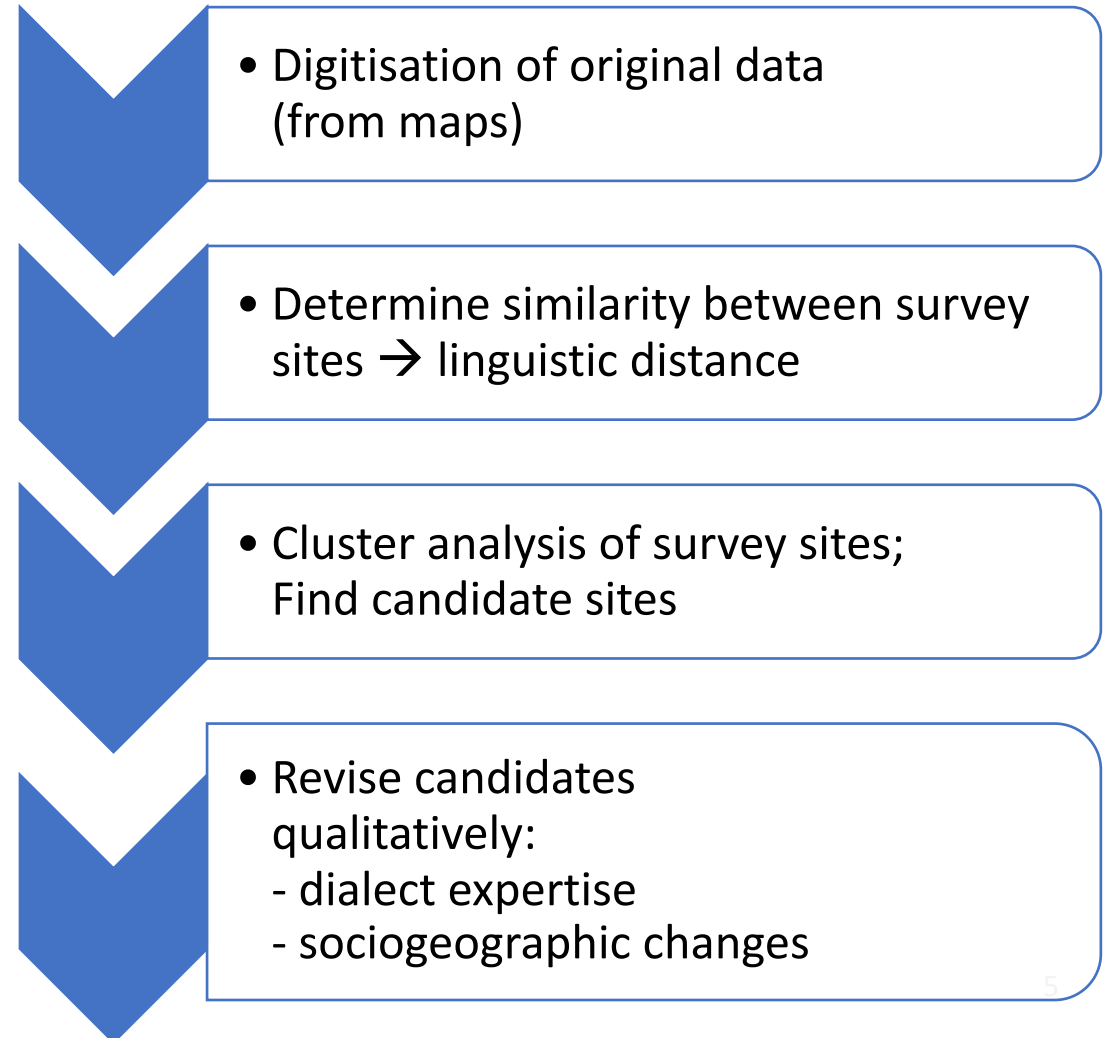 • Digitisation of original data
(from maps)
• Determine similarity between survey
sites → linguistic distance
• Cluster analysis of survey sites;
Find candidate sites
• Revise candidates
qualitatively:
- dialect expertise
- sociogeographic changes
5